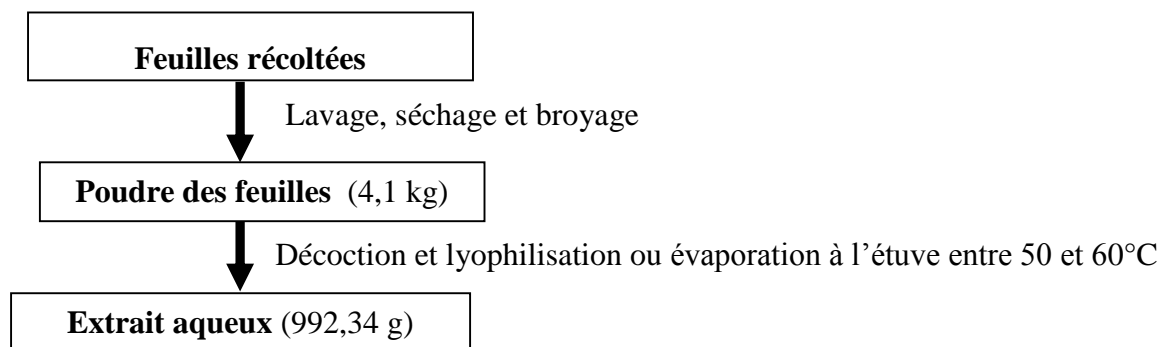 Feuilles récoltées
Lavage, séchage et broyage
Poudre des feuilles (4,1 kg)
Décoction et lyophilisation ou évaporation à l’étuve entre 50 et 60°C
Extrait aqueux (992,34 g)